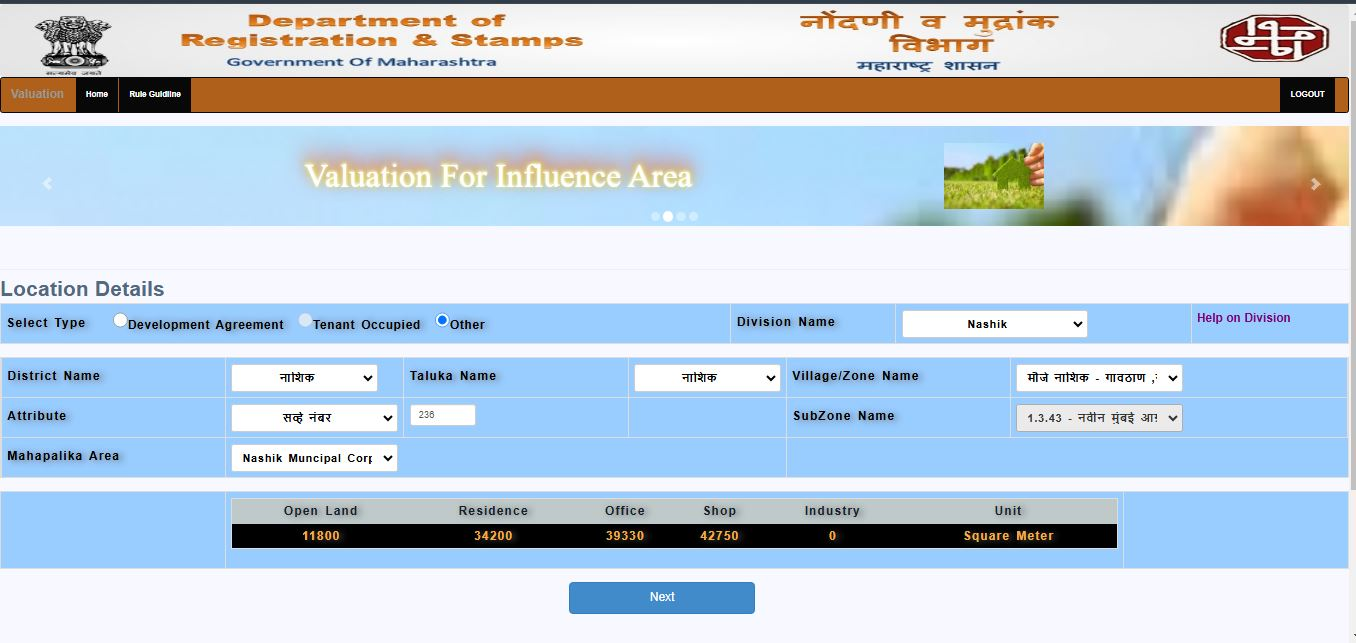 Department of
Registration & Stamps
Government Of Maharashtra
नोंदणी व मुद्रांक
विभाग
महाराष्ट्र शासन
सत्यमेव जयते
Valuation Home Rule Guidline LOGOUT
Valuation For Influence Area
Location Details
Select Type Development Agreement Tenant Occupied Other Division Name Nashik Help on Division
District Name नाशिक Taluka Name नाशिक Village/Zone Name मौजे नाशिक - गावठाण ,
Attribute सर्व्हे नंबर 236 SubZone Name 1.3.43 - नवीन मुंबई
Mahapalika Area Nashik Muncipal Corp
Open Land Residence Office Shop Industry Unit
11800 34200 39330 42750 0 Square Meter
Next